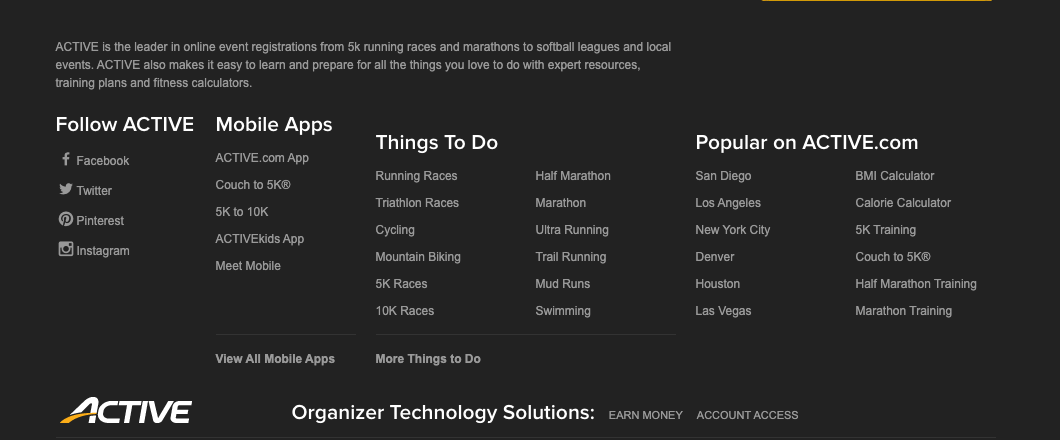 ACTIVE is the leader in online event registrations from 5k running races and marathons to softball leagues and local
events. ACTIVE also makes it easy to learn and prepare for all the things you love to do with expert resources,
training plans and fitness calculators.
Follow ACTIVE
Facebook
Twitter
Pinterest
Instagram
Mobile Apps
ACTIVE.com App
Couch to 5K®
5K to 10K
ACTIVEkids App
Meet Mobile
View All Mobile Apps
Things To Do
Running Races
Triathlon Races
Cycling
Mountain Biking
5K Races
10K Races
Half Marathon
Marathon
Ultra Running
Trail Running
Mud Runs
Swimming
More Things to Do
Popular on ACTIVE.com
San Diego
Los Angeles
New York City
Denver
Houston
Las Vegas
BMI Calculator
Calorie Calculator
5K Training
Couch to 5K®
Half Marathon Training
Marathon Training
ACTIVE
Organizer Technology Solutions: EARN MONEY ACCOUNT ACCESS